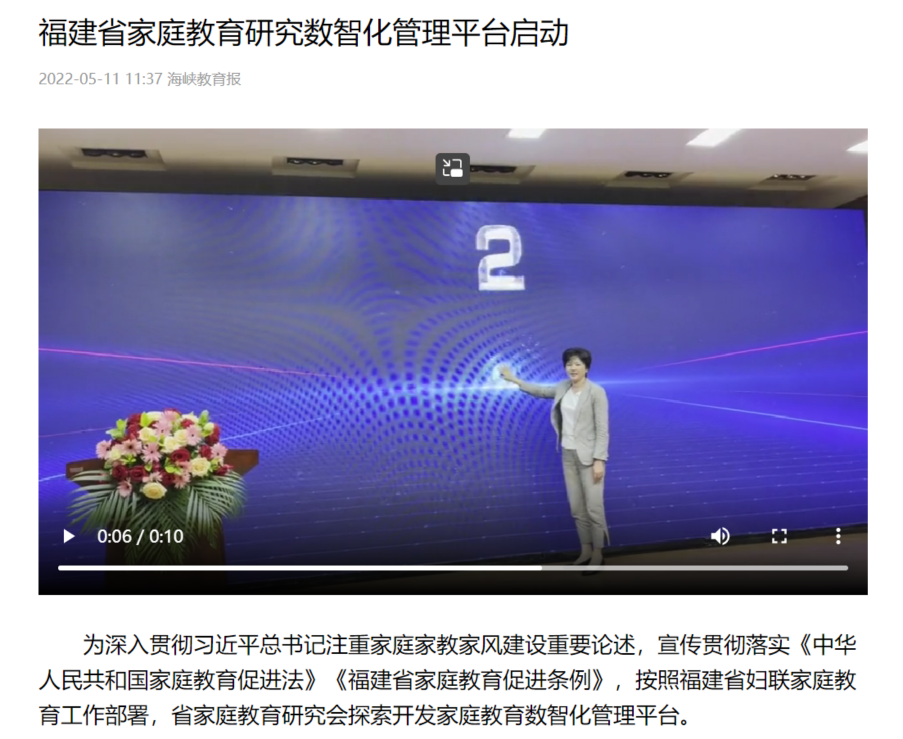 福建省家庭教育研究数智化管理平台启动
2022-05-11 11:37 海峡教育报
2
0:06 / 0:10
为深入贯彻习近平总书记注重家庭家教家风建设重要论述，宣传贯彻落实《中华
人民共和国家庭教育促进法》《福建省家庭教育促进条例》，按照福建省妇联家庭教
育工作部署，省家庭教育研究会探索开发家庭教育数智化管理平台。